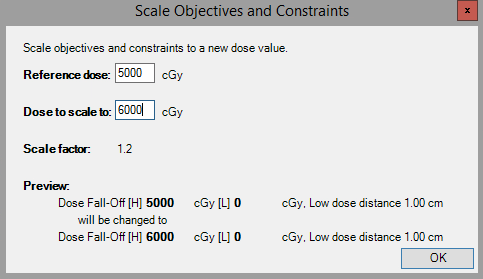 Scale Objectives and Constraints
x
Scale objectives and constraints to a new dose value.
Reference dose: 5000 cGy
Dose to scale to: 6000 cGy
Scale factor: 1.2
Preview:
Dose Fall-Off [H] 5000 cGy [L] 0 cGy, Low dose distance 1.00 cm
will be changed to
Dose Fall-Off [H] 6000 cGy [L] 0 cGy, Low dose distance 1.00 cm
OK